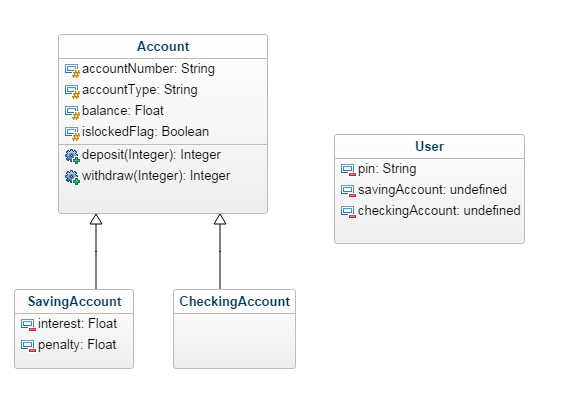 Account
accountNumber: String
accountType: String
balance: Float
islockedFlag: Boolean
deposit(Integer): Integer
withdraw(Integer): Integer
User
pin: String
savingAccount: undefined
checkingAccount: undefined
SavingAccount
interest: Float
penalty: Float
CheckingAccount